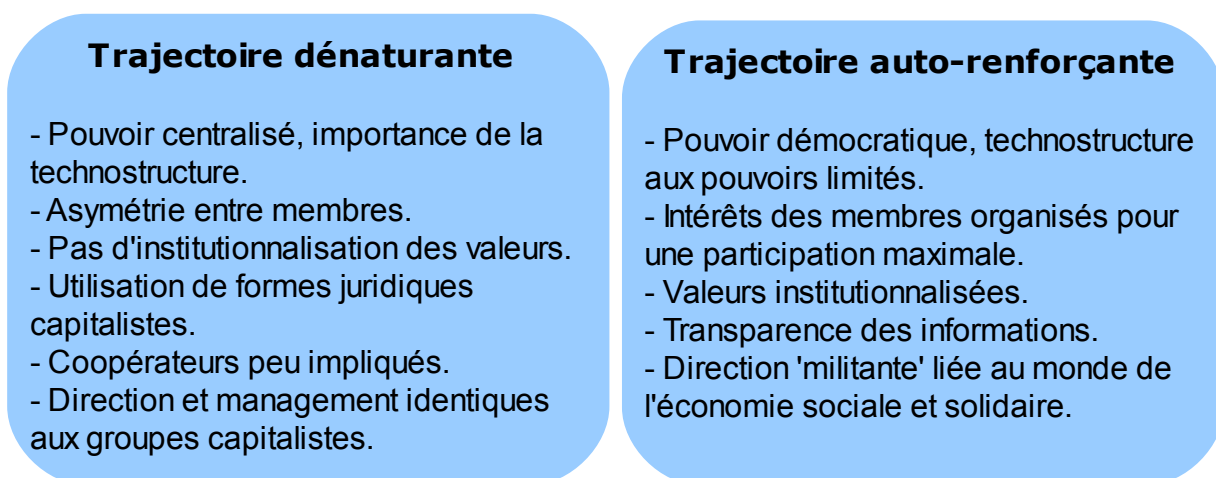 Trajectoire dénaturante
- Pouvoir centralisé, importance de la
technostructure.
- Asymétrie entre membres.
- Pas d'institutionnalisation des valeurs.
- Utilisation de formes juridiques
capitalistes.
- Coopérateurs peu impliqués.
- Direction et management identiques
aux groupes capitalistes.
Trajectoire auto-renforçante
- Pouvoir démocratique, technostructure
aux pouvoirs limités.
- Intérêts des membres organisés pour
une participation maximale.
- Valeurs institutionnalisées.
- Transparence des informations.
- Direction 'militante' liée au monde de
l'économie sociale et solidaire.